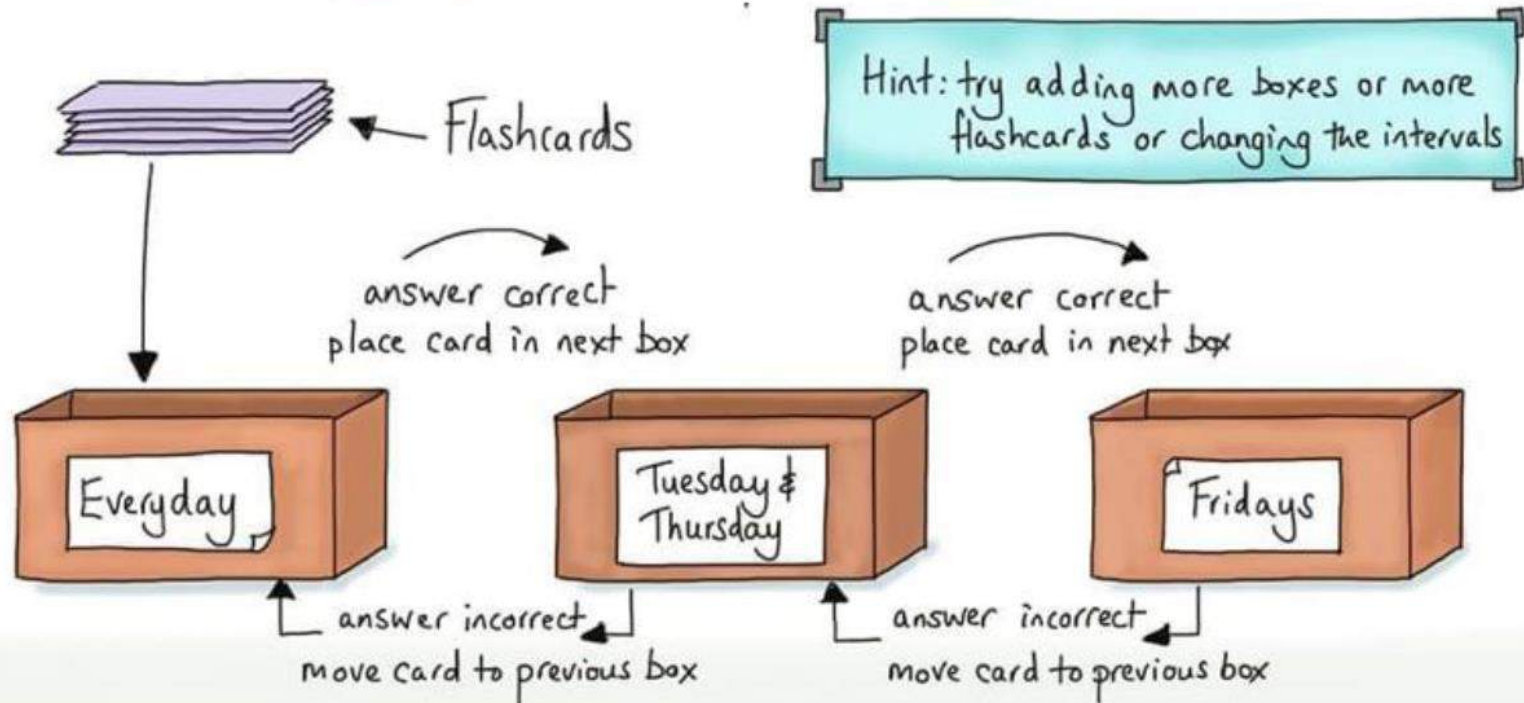 Flashcards
Hint: try adding more boxes or more
flashcards or changing the intervals
answer correct
place card in next box
answer correct
place card in next box
Everyday
Tuesday &
Thursday
Fridays
answer incorrect
move card to previous box
answer incorrect
move card to previous box